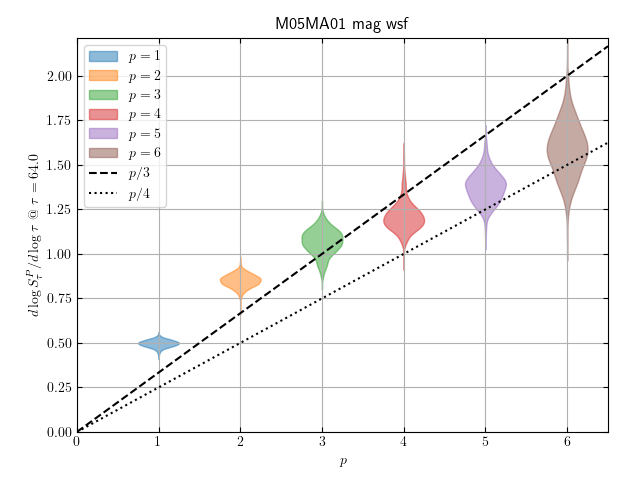 M05MA01 mag wsf
p = 1
p = 2
p = 3
p = 4
p = 5
p = 6
p/3
p/4
d log S_τ^P / d log τ @ τ = 64.0
2.00
1.75
1.50
1.25
1.00
0.75
0.50
0.25
0.00
0 1 2 3 4 5 6
p